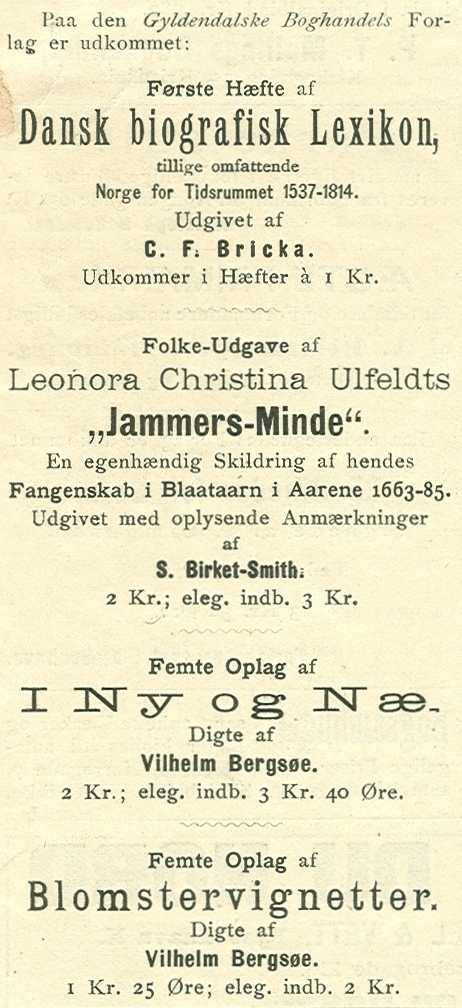 Paa den Gyldendalske Boghandels For-
lag er udkommet:
Første Hæfte af
Dansk biografisk Lexikon,
tillige omfattende
Norge for Tidsrummet 1537-1814.
Udgivet af
C. F. Bricka.
Udkommer i Hæfter à 1 Kr.
Folke-Udgave af
Leonora Christina Ulfeldts
„Jammers-Minde“.
En egenhændig Skildring af hendes
Fangenskab i Blaataarn i Aarene 1663-85.
Udgivet med oplysende Anmærkninger
af
S. Birket-Smith.
2 Kr.; eleg. indb. 3 Kr.
Femte Oplag af
I Ny og Næ.
Digte af
Vilhelm Bergsøe.
2 Kr.; eleg. indb. 3 Kr. 40 Øre.
Femte Oplag af
Blomstervignetter.
Digte af
Vilhelm Bergsøe.
1 Kr. 25 Øre; eleg. indb. 2 Kr.